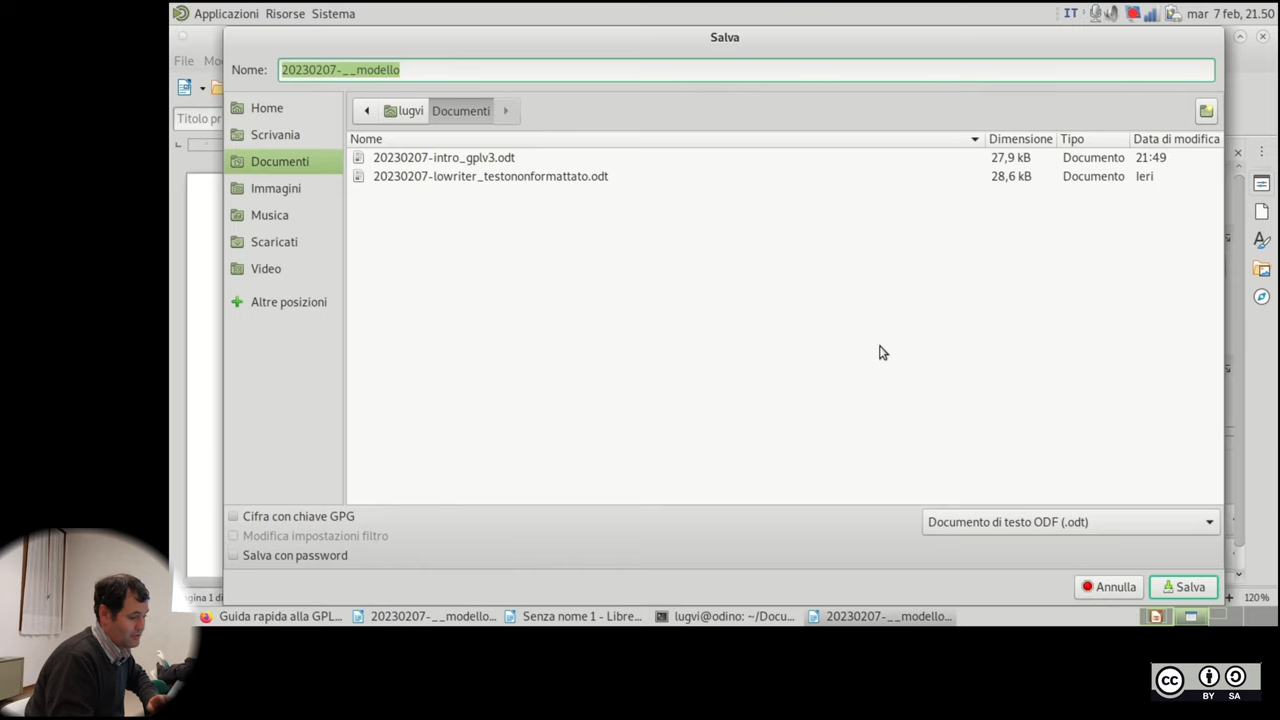 Applicazioni Risorse Sistema
IT mar 7 feb, 21.50
Salva
File
Nome: 20230207-__modello
Home
lugvi Documenti
Titolo
Scrivania
Nome Dimensione Tipo Data di modifica
Documenti
20230207-intro_gplv3.odt 27,9 kB Documento 21:49
20230207-lowriter_testononformattato.odt 28,6 kB Documento Ieri
Immagini
Musica
Scaricati
Video
Altre posizioni
Cifra con chiave GPG
Documento di testo ODF (.odt)
Modifica impostazioni filtro
Salva con password
Annulla Salva
120%
Guida rapida alla GPL... 20230207-__modello... Senza nome 1 - Libre... lugvi@odino: ~/Docu... 20230207-__modello...
cc
BY SA